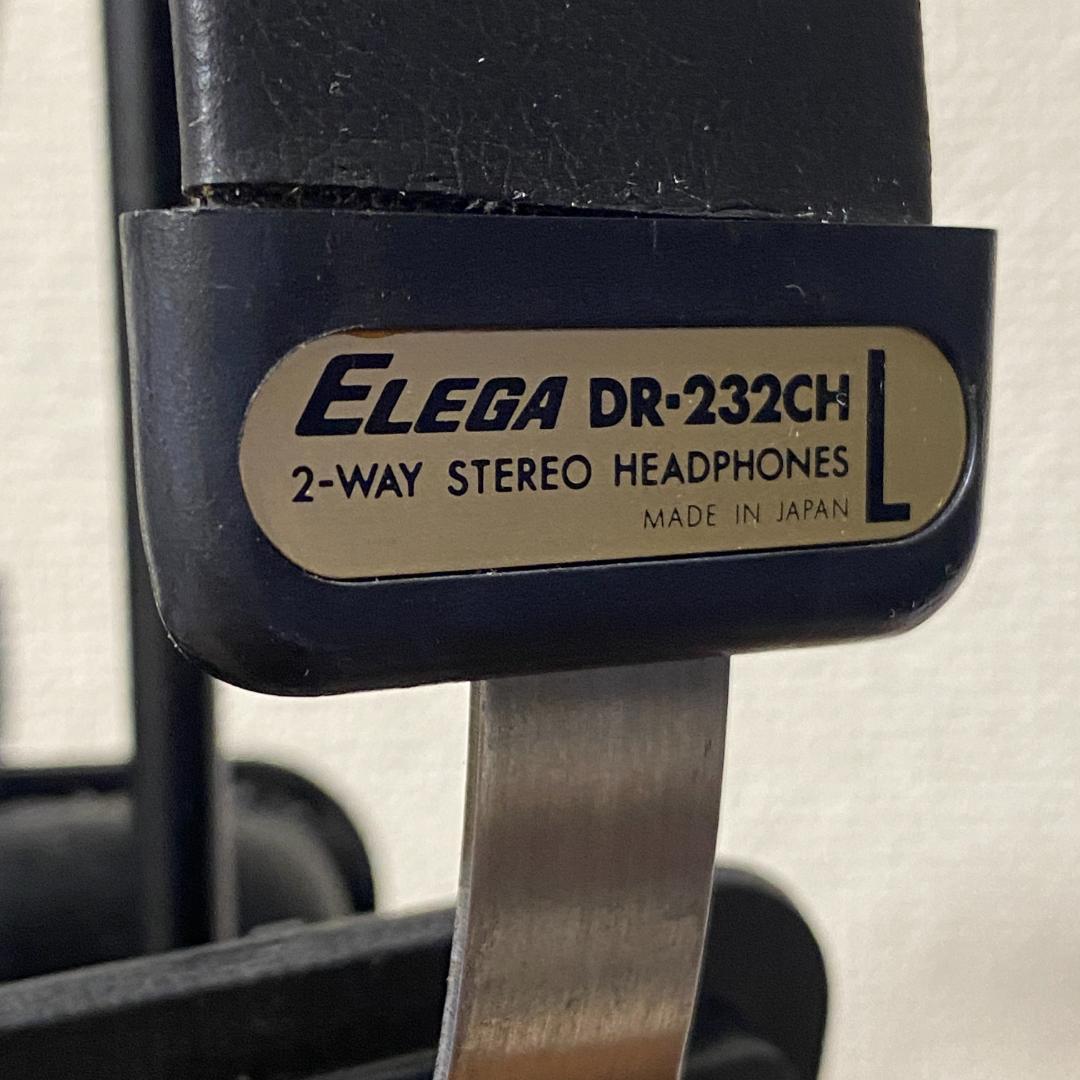 ELEGA DR-232CH L
2-WAY STEREO HEADPHONES
MADE IN JAPAN